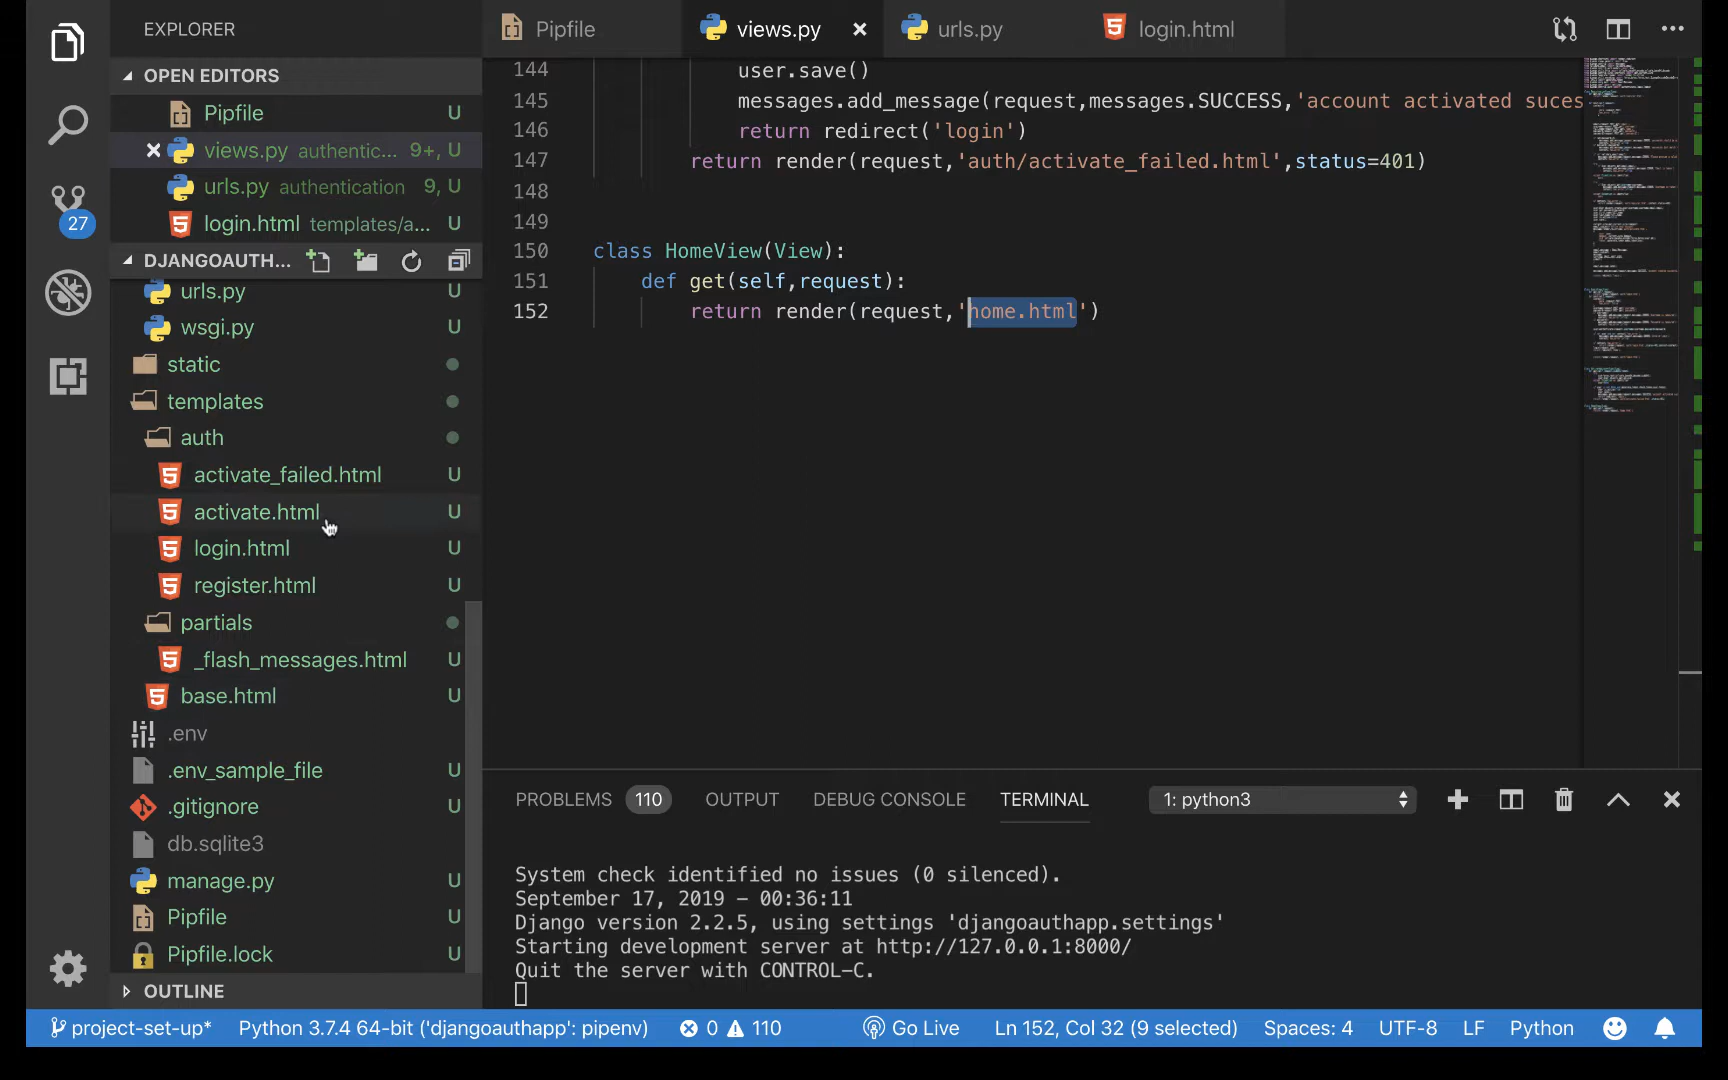 EXPLORER
OPEN EDITORS
Pipfile U
views.py authentic... 9+, U
urls.py authentication 9, U
login.html templates/a... U
27
DJANGOAUTH...
urls.py U
wsgi.py U
static
templates
auth
activate_failed.html U
activate.html U
login.html U
register.html U
partials
_flash_messages.html U
base.html U
.env
.env_sample_file U
.gitignore U
db.sqlite3
manage.py U
Pipfile U
Pipfile.lock U
OUTLINE
Pipfile views.py urls.py login.html
144 user.save()
145 messages.add_message(request,messages.SUCCESS,'account activated suces
146 return redirect('login')
147 return render(request,'auth/activate_failed.html',status=401)
148
149
150 class HomeView(View):
151 def get(self,request):
152 return render(request,'home.html')
PROBLEMS 110 OUTPUT DEBUG CONSOLE TERMINAL 1: python3
System check identified no issues (0 silenced).
September 17, 2019 - 00:36:11
Django version 2.2.5, using settings 'djangoauthapp.settings'
Starting development server at http://127.0.0.1:8000/
Quit the server with CONTROL-C.
project-set-up* Python 3.7.4 64-bit ('djangoauthapp': pipenv) 0 110 Go Live Ln 152, Col 32 (9 selected) Spaces: 4 UTF-8 LF Python